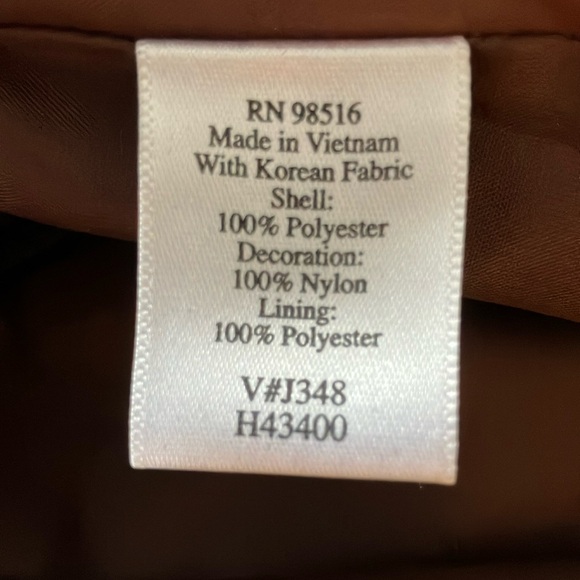 RN 98516
Made in Vietnam
With Korean Fabric
Shell:
100% Polyester
Decoration:
100% Nylon
Lining:
100% Polyester
V#J348
H43400